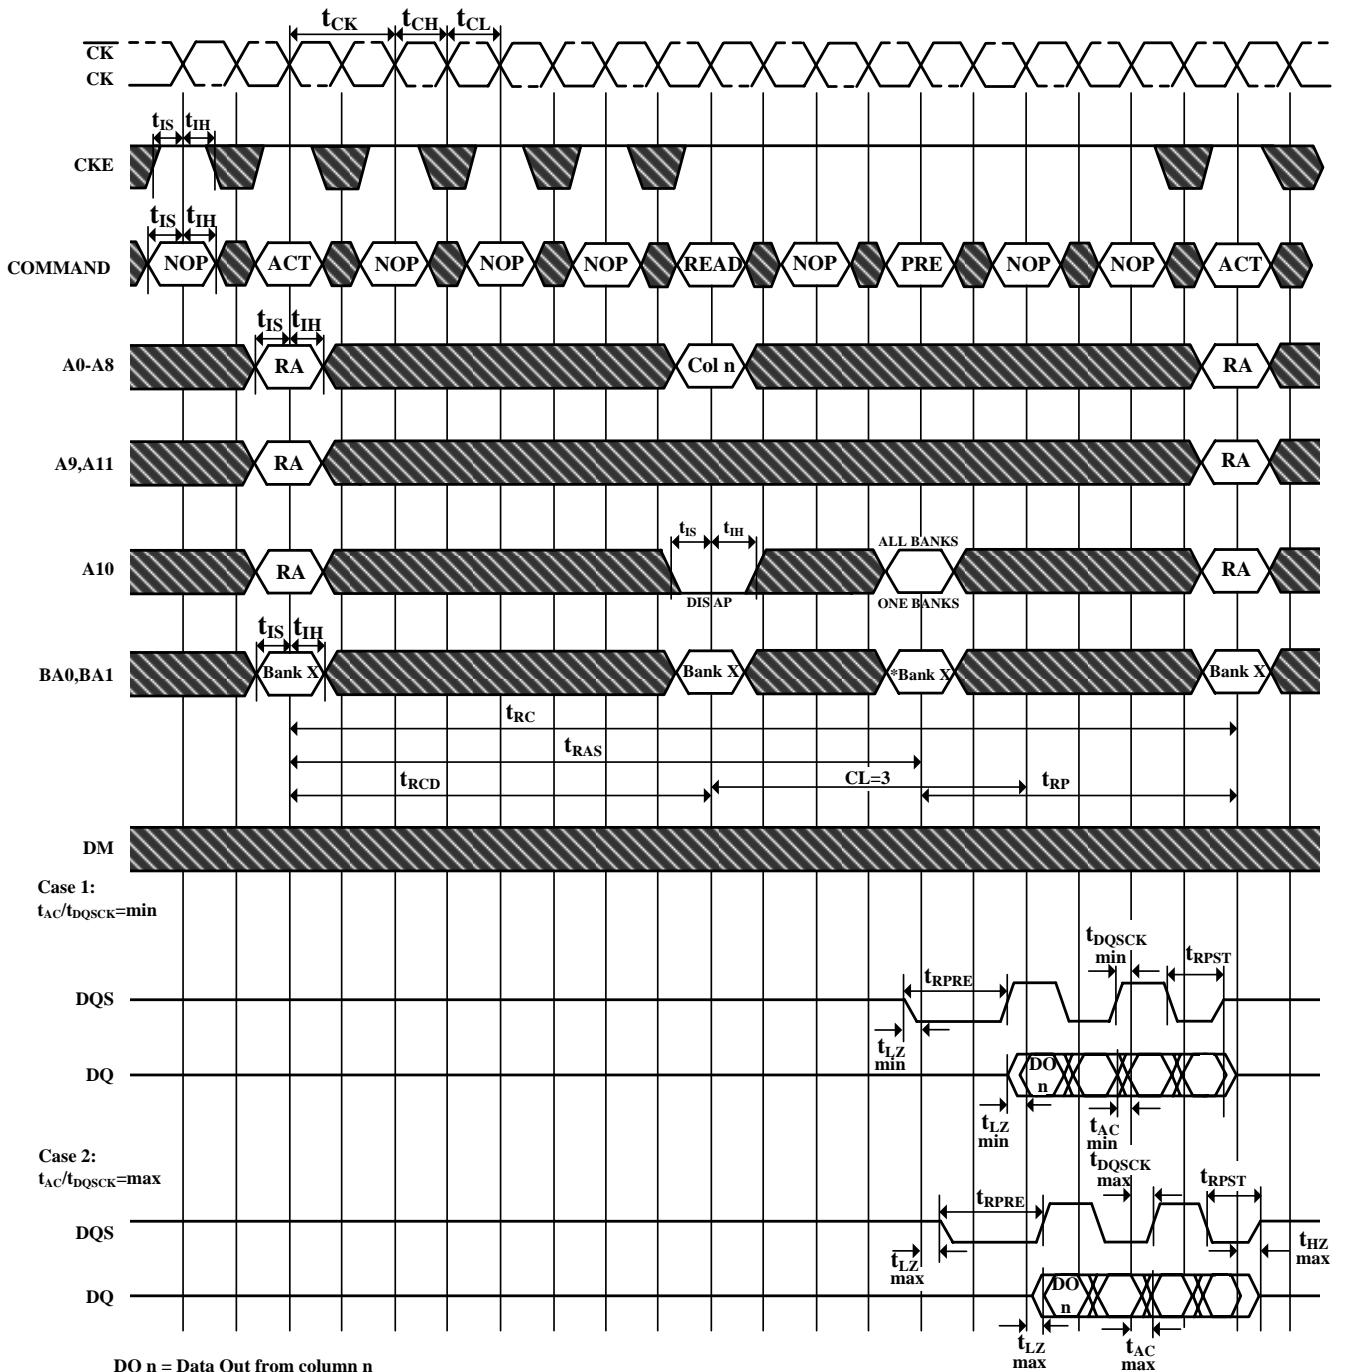 tCK tCH tCL
CK
CK
tIS tIH
CKE
tIS tIH
COMMAND NOP ACT NOP NOP NOP READ NOP PRE NOP NOP ACT
tIS tIH
A0-A8 RA Col n RA
A9,A11 RA RA
tIS tIH ALL BANKS
A10 RA RA
DIS AP ONE BANKS
tIS tIH
BA0,BA1 Bank X Bank X *Bank X Bank X
tRC
tRAS
tRCD CL=3 tRP
DM
Case 1:
tAC/tDQSCK=min
tDQSCK
min tRPST
tRPRE
DQS
tLZ
min
DQ DO
n
tLZ
min
tAC
min
Case 2:
tAC/tDQSCK=max
tDQSCK
max tRPST
tRPRE
DQS
tLZ
max
tHZ
max
DQ DO
n
tLZ
max
tAC
max
DO n = Data Out from column n